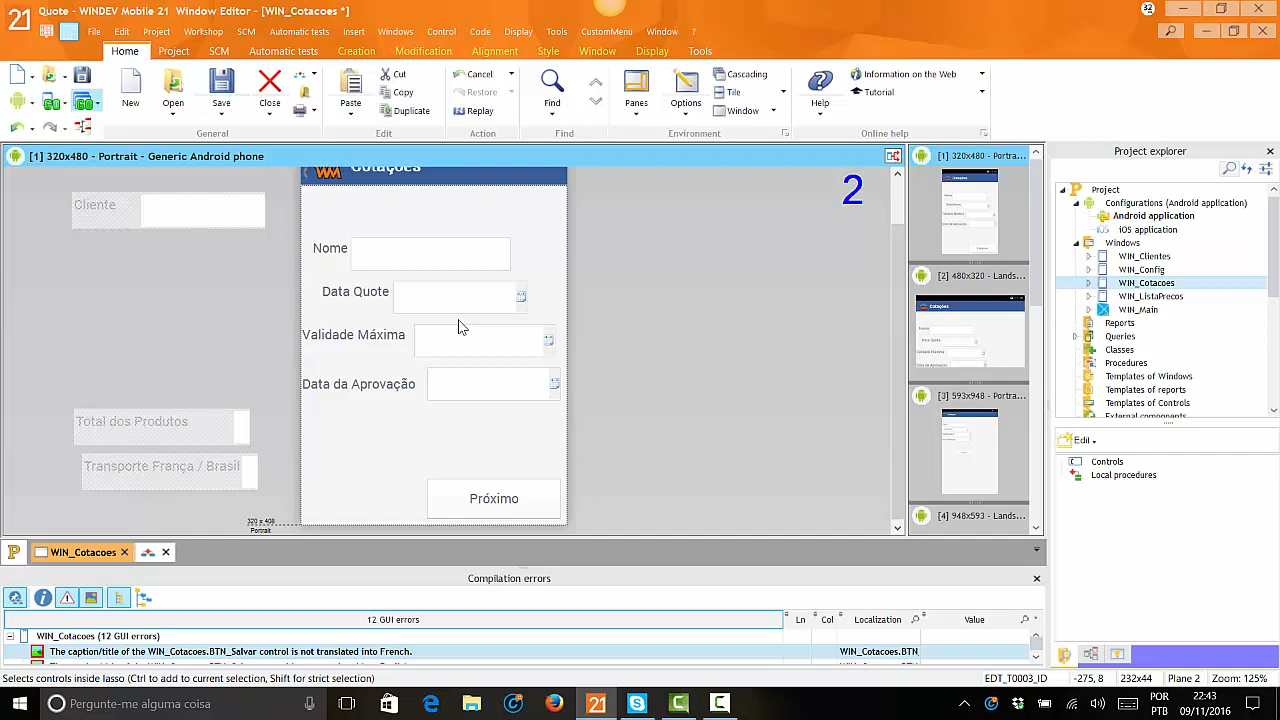 Quote - WINDEV Mobile 21 Window Editor - [WIN_Cotacoes *]
32
21
File Edit Project Workshop SCM Automatic tests Insert Windows Control Code Display Tools CustomMenu Window ?
Home Project SCM Automatic tests Creation Modification Alignment Style Window Display Tools
New Open Save Close
General
Paste Cut Copy Duplicate
Edit
Cancel Restore Replay
Action
Find
Find
Panes Options Cascading Tile Window
Environment
Help Information on the Web Tutorial
Online help
[1] 320x480 - Portrait - Generic Android phone
Cotações
2
Cliente
Nome
Data Quote
Validade Máxima
Data da Aprovação
Total dos Produtos
Transporte França / Brasil
Próximo
320 x 408
Portrait
[1] 320x480 - Portra...
[2] 480x320 - Lands...
[3] 593x948 - Portra...
[4] 948x593 - Lands...
Project explorer
Project
Configurations (Android application)
Android application
iOS application
Windows
WIN_Clientes
WIN_Config
WIN_Cotacoes
WIN_ListaPrecos
WIN_Main
Reports
Queries
Classes
Procedures
Templates of Windows
Templates of reports
Templates of Controls
External components
Edit
Controls
Local procedures
WIN_Cotacoes
Compilation errors
12 GUI errors Ln Col Localization Value
WIN_Cotacoes (12 GUI errors)
The caption/title of the WIN_Cotacoes.BTN_Salvar control is not translated into French. WIN_Cotacoes.BTN_
Selects controls inside lasso (Ctrl to add to current selection, Shift for strict selection) EDT_T0003_ID -275, 8 232x44 Plane 2 Zoom: 125%
Pergunte-me alguma coisa
POR
PTB
22:43
09/11/2016